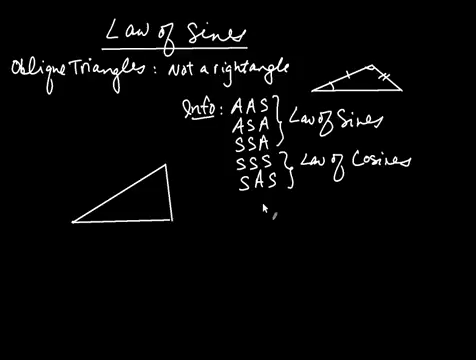 Law of Sines
Oblique Triangles: Not a right angle
Info: AAS
ASA
SSA
} Law of Sines
SSS
SAS
} Law of Cosines